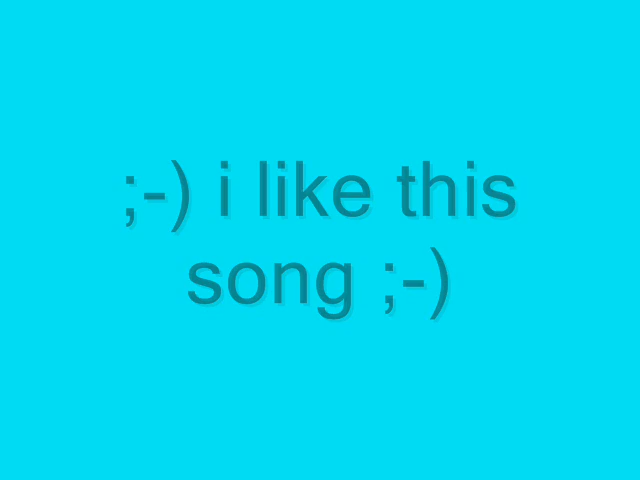 ;-) i like this
song ;-)